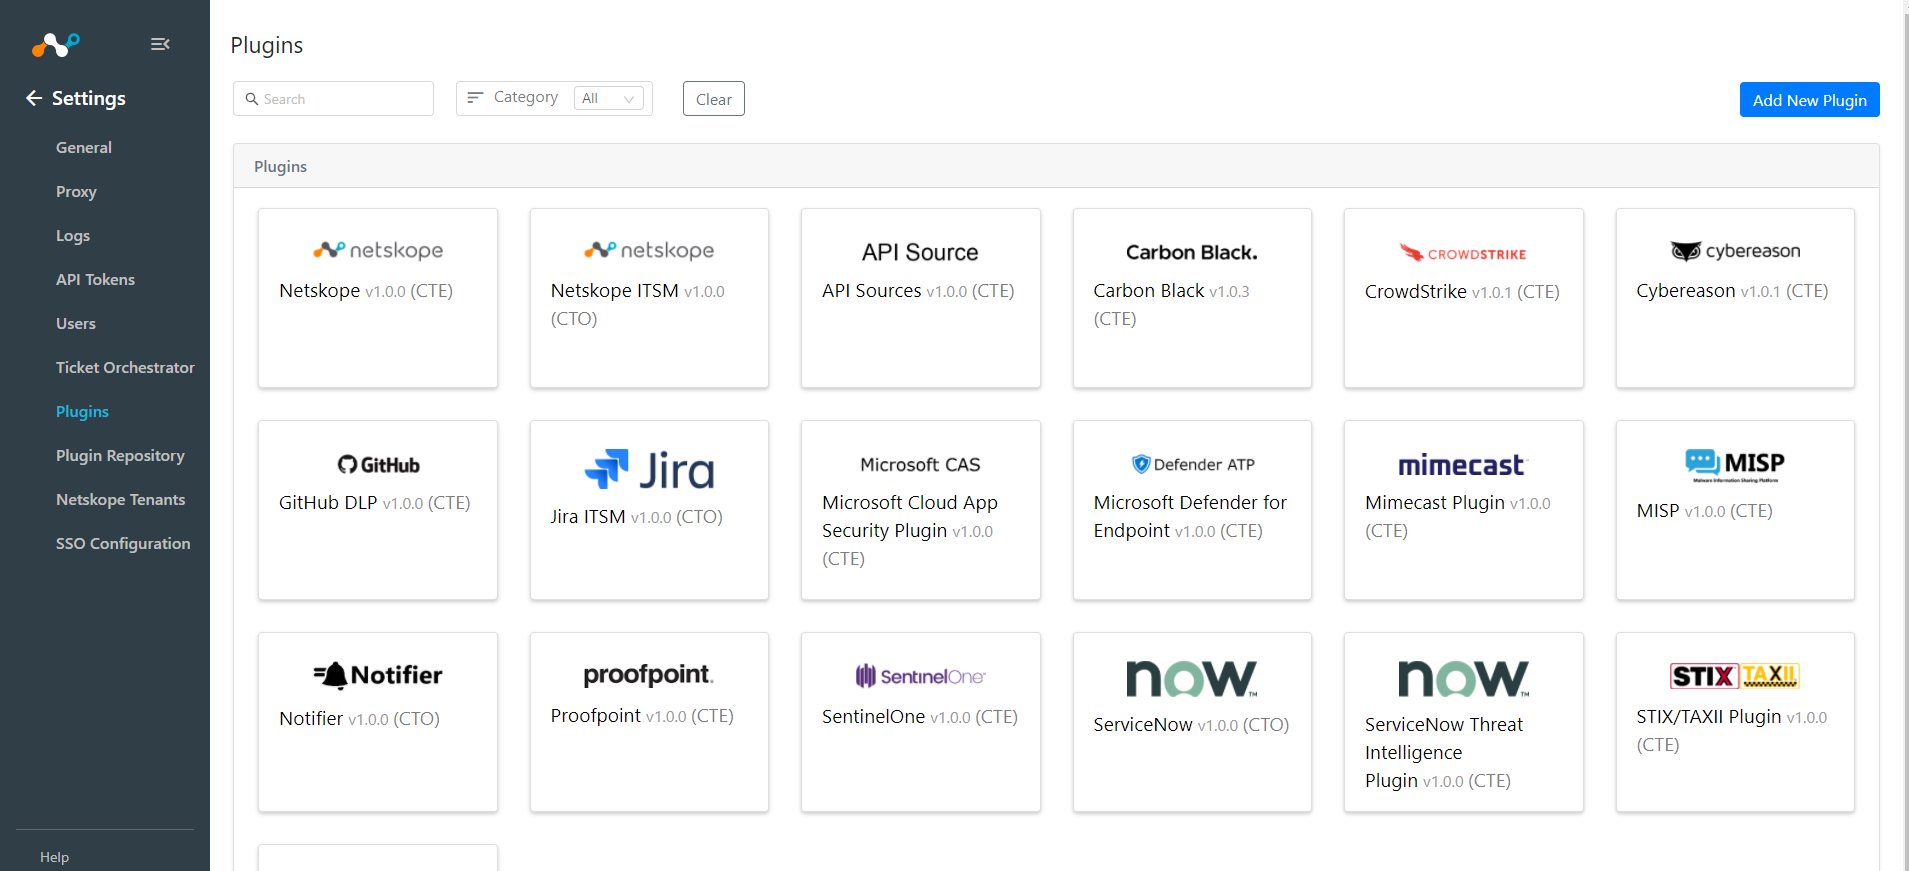 Settings
General
Proxy
Logs
API Tokens
Users
Ticket Orchestrator
Plugins
Plugin Repository
Netskope Tenants
SSO Configuration
Help
Plugins
Search
Category All
Clear
Add New Plugin
Plugins
netskope
Netskope v1.0.0 (CTE)
netskope
Netskope ITSM v1.0.0
(CTO)
API Source
API Sources v1.0.0 (CTE)
Carbon Black.
Carbon Black v1.0.3
(CTE)
CROWDSTRIKE
CrowdStrike v1.0.1 (CTE)
cybereason
Cybereason v1.0.1 (CTE)
GitHub
GitHub DLP v1.0.0 (CTE)
Jira
Jira ITSM v1.0.0 (CTO)
Microsoft CAS
Microsoft Cloud App
Security Plugin v1.0.0
(CTE)
Defender ATP
Microsoft Defender for
Endpoint v1.0.0 (CTE)
mimecast
Mimecast Plugin v1.0.0
(CTE)
MISP
Malware Information Sharing Platform
MISP v1.0.0 (CTE)
Notifier
Notifier v1.0.0 (CTO)
proofpoint.
Proofpoint v1.0.0 (CTE)
SentinelOne
SentinelOne v1.0.0 (CTE)
now™
ServiceNow v1.0.0 (CTO)
now™
ServiceNow Threat
Intelligence
Plugin v1.0.0 (CTE)
STIX TAXII
STIX/TAXII Plugin v1.0.0
(CTE)